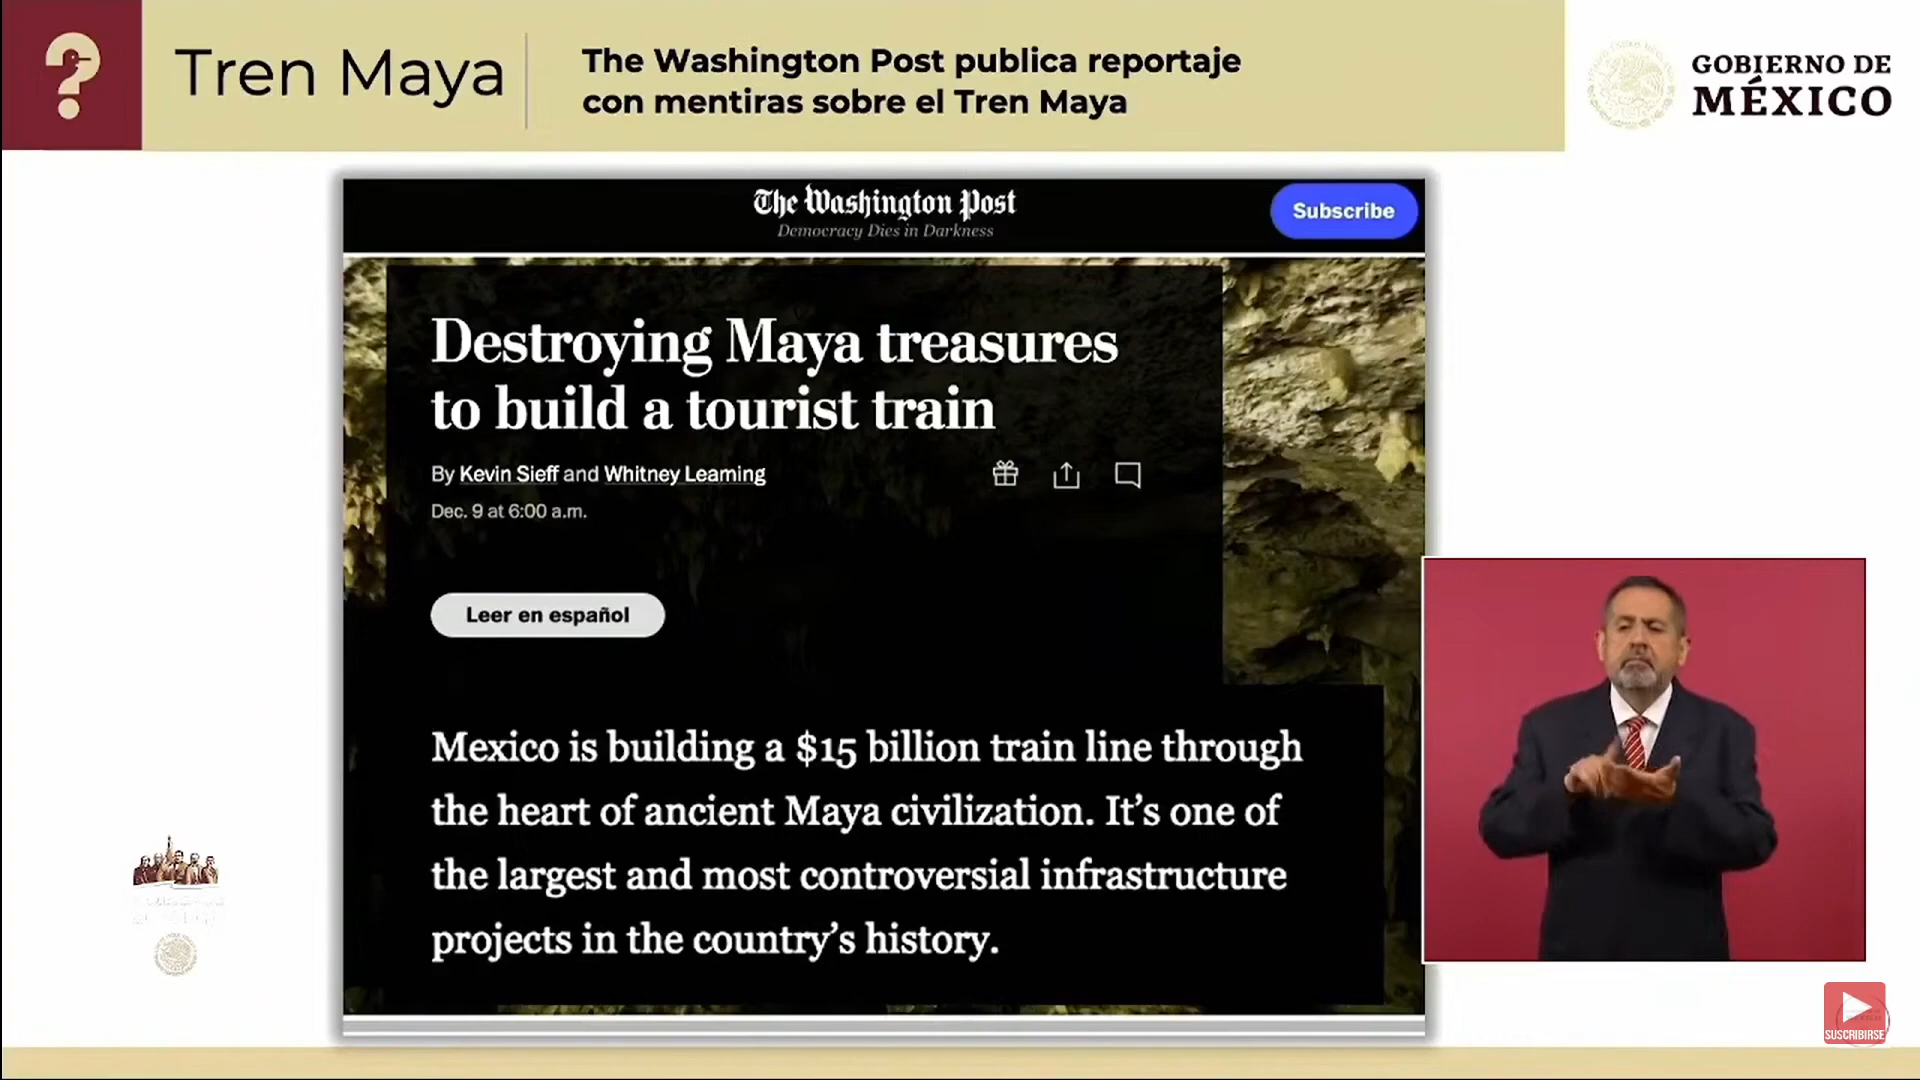 Tren Maya
The Washington Post publica reportaje
con mentiras sobre el Tren Maya
GOBIERNO DE
MÉXICO
The Washington Post
Democracy Dies in Darkness
Subscribe
Destroying Maya treasures
to build a tourist train
By Kevin Sieff and Whitney Leaming
Dec. 9 at 6:00 a.m.
Leer en español
Mexico is building a $15 billion train line through
the heart of ancient Maya civilization. It’s one of
the largest and most controversial infrastructure
projects in the country’s history.
SUSCRIBIRSE